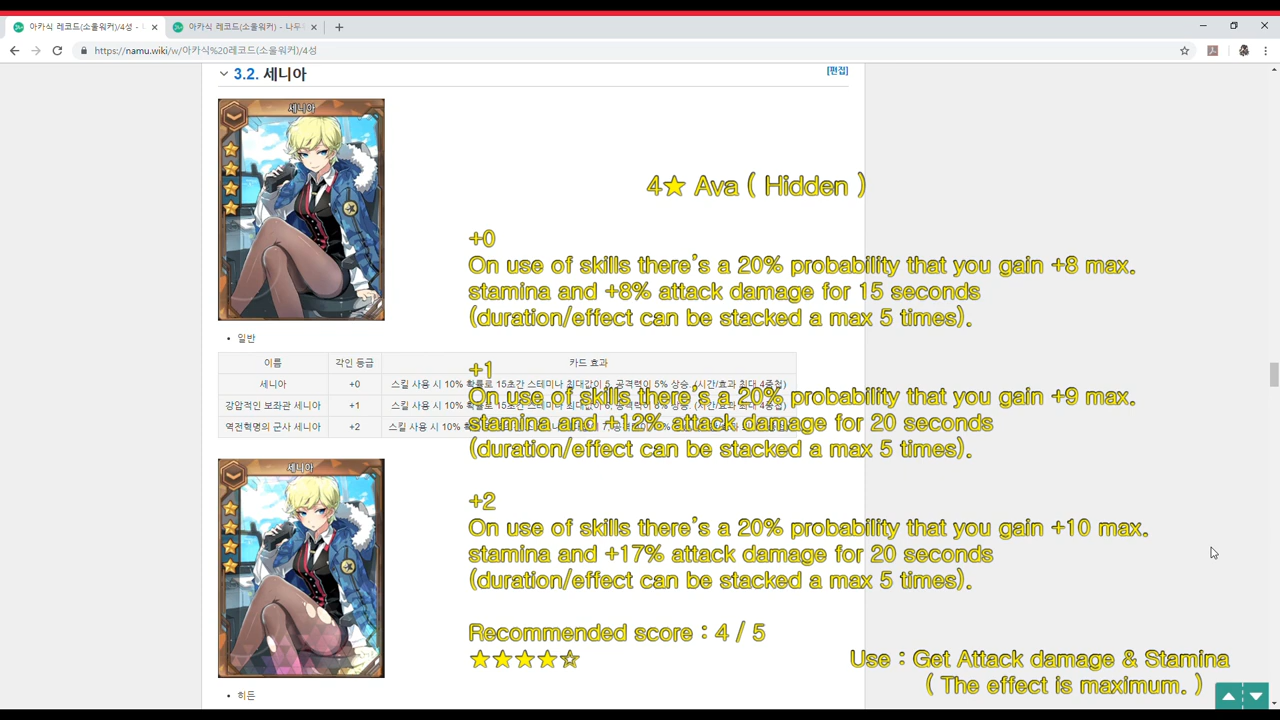 아카식 레코드(소울워커)/4성 -
아카식 레코드(소울워커) - 나무
https://namu.wiki/w/아카식%20레코드(소울워커)/4성
3.2. 세니아
[편집]
세니아
4★ Ava ( Hidden )
+0
On use of skills there's a 20% probability that you gain +8 max.
stamina and +8% attack damage for 15 seconds
(duration/effect can be stacked a max 5 times).
일반
이름 각인 등급 카드 효과
세니아 +0 스킬 사용 시 10% 확률로 15초간 스테미나 최대값이 5, 공격력이 5% 상승. (시간/효과 최대 4중첩)
강압적인 보좌관 세니아 +1 스킬 사용 시
역전혁명의 군사 세니아 +2 스킬 사용 시 10%
+1
On use of skills there's a 20% probability that you gain +9 max.
stamina and +12% attack damage for 20 seconds
(duration/effect can be stacked a max 5 times).
세니아
+2
On use of skills there's a 20% probability that you gain +10 max.
stamina and +17% attack damage for 20 seconds
(duration/effect can be stacked a max 5 times).
Recommended score : 4 / 5
★★★★☆
Use : Get Attack damage & Stamina
( The effect is maximum. )
히든